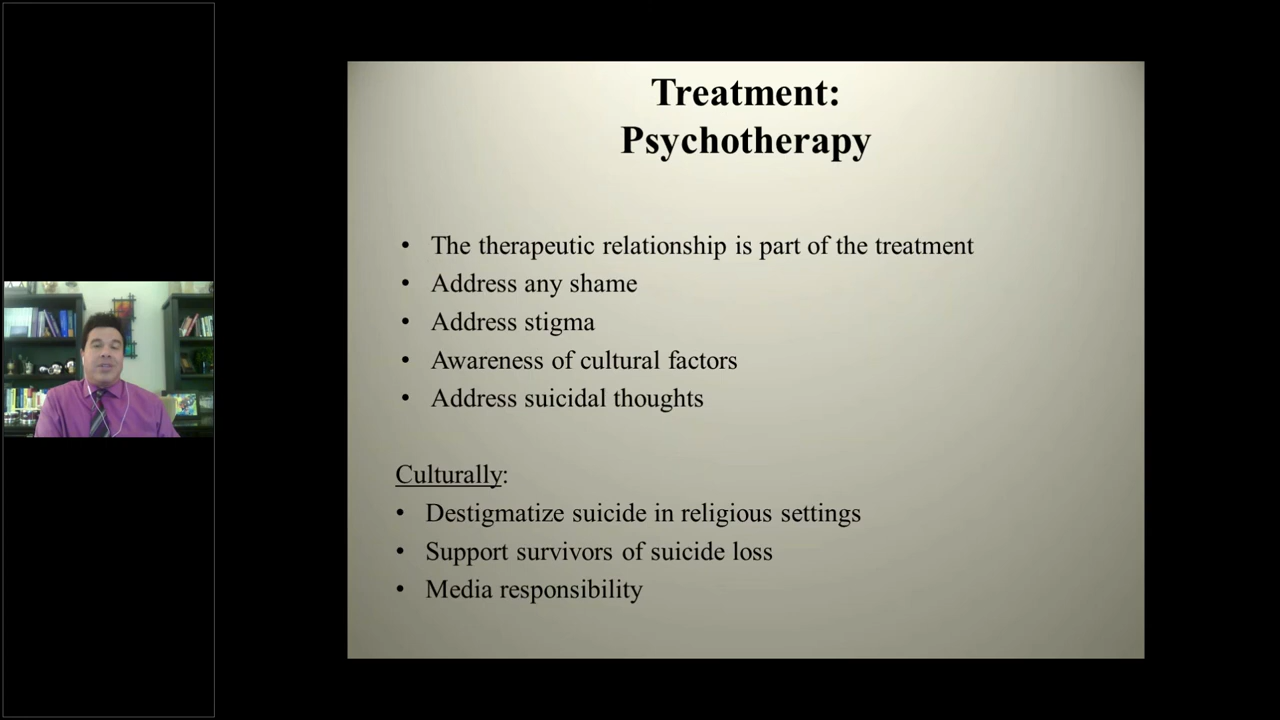 Treatment:
Psychotherapy
• The therapeutic relationship is part of the treatment
• Address any shame
• Address stigma
• Awareness of cultural factors
• Address suicidal thoughts
Culturally:
• Destigmatize suicide in religious settings
• Support survivors of suicide loss
• Media responsibility